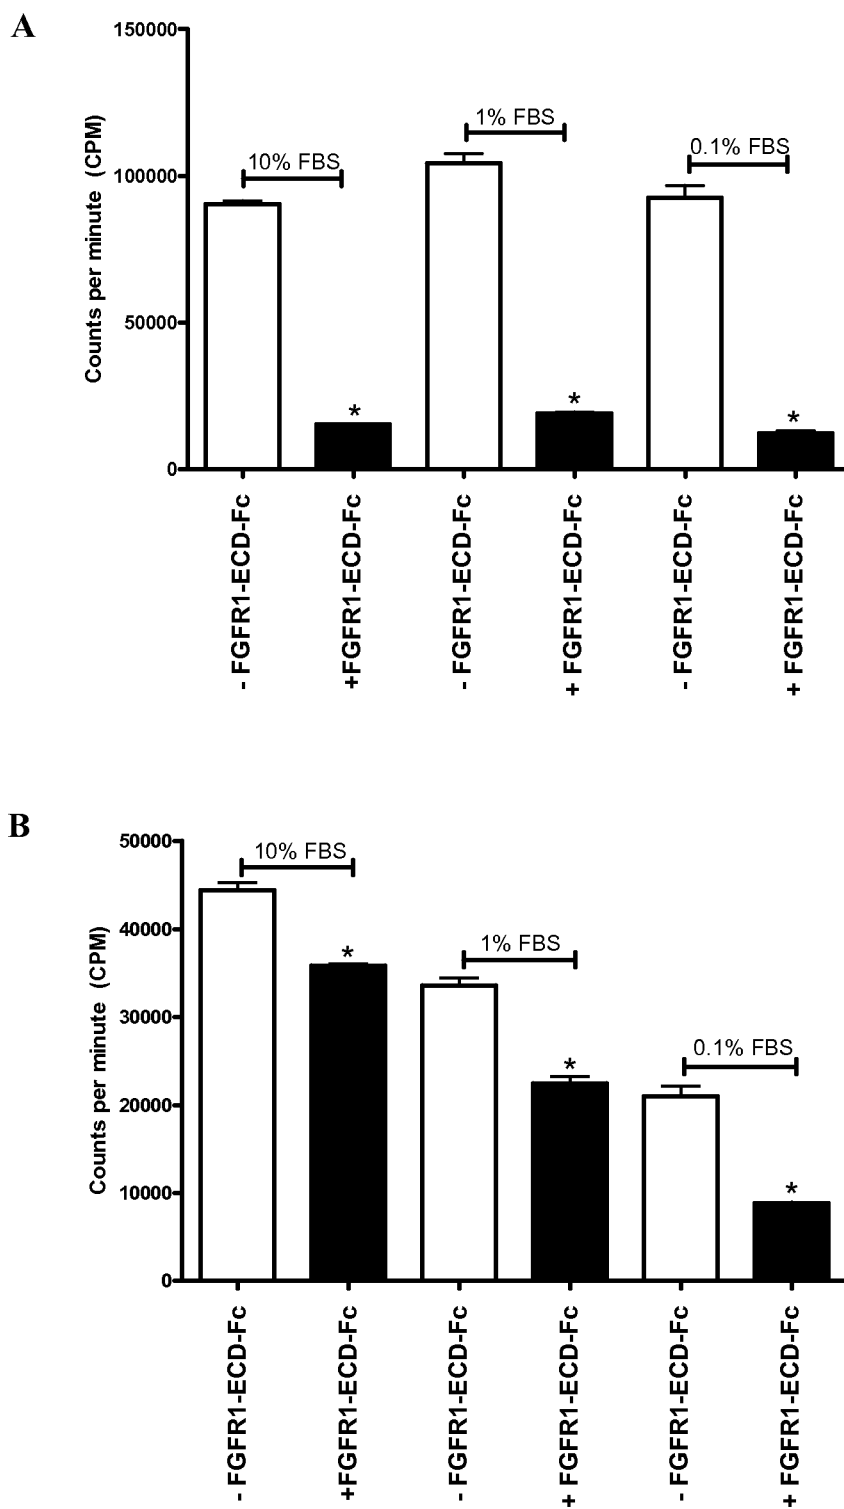 A
150000
100000
50000
0
Counts per minute (CPM)
10% FBS
1% FBS
0.1% FBS
*
*
*
- FGFR1-ECD-Fc
+FGFR1-ECD-Fc
- FGFR1-ECD-Fc
+ FGFR1-ECD-Fc
- FGFR1-ECD-Fc
+ FGFR1-ECD-Fc
B
50000
40000
30000
20000
10000
0
Counts per minute (CPM)
10% FBS
1% FBS
0.1% FBS
*
*
*
- FGFR1-ECD-Fc
+FGFR1-ECD-Fc
- FGFR1-ECD-Fc
+ FGFR1-ECD-Fc
- FGFR1-ECD-Fc
+ FGFR1-ECD-Fc